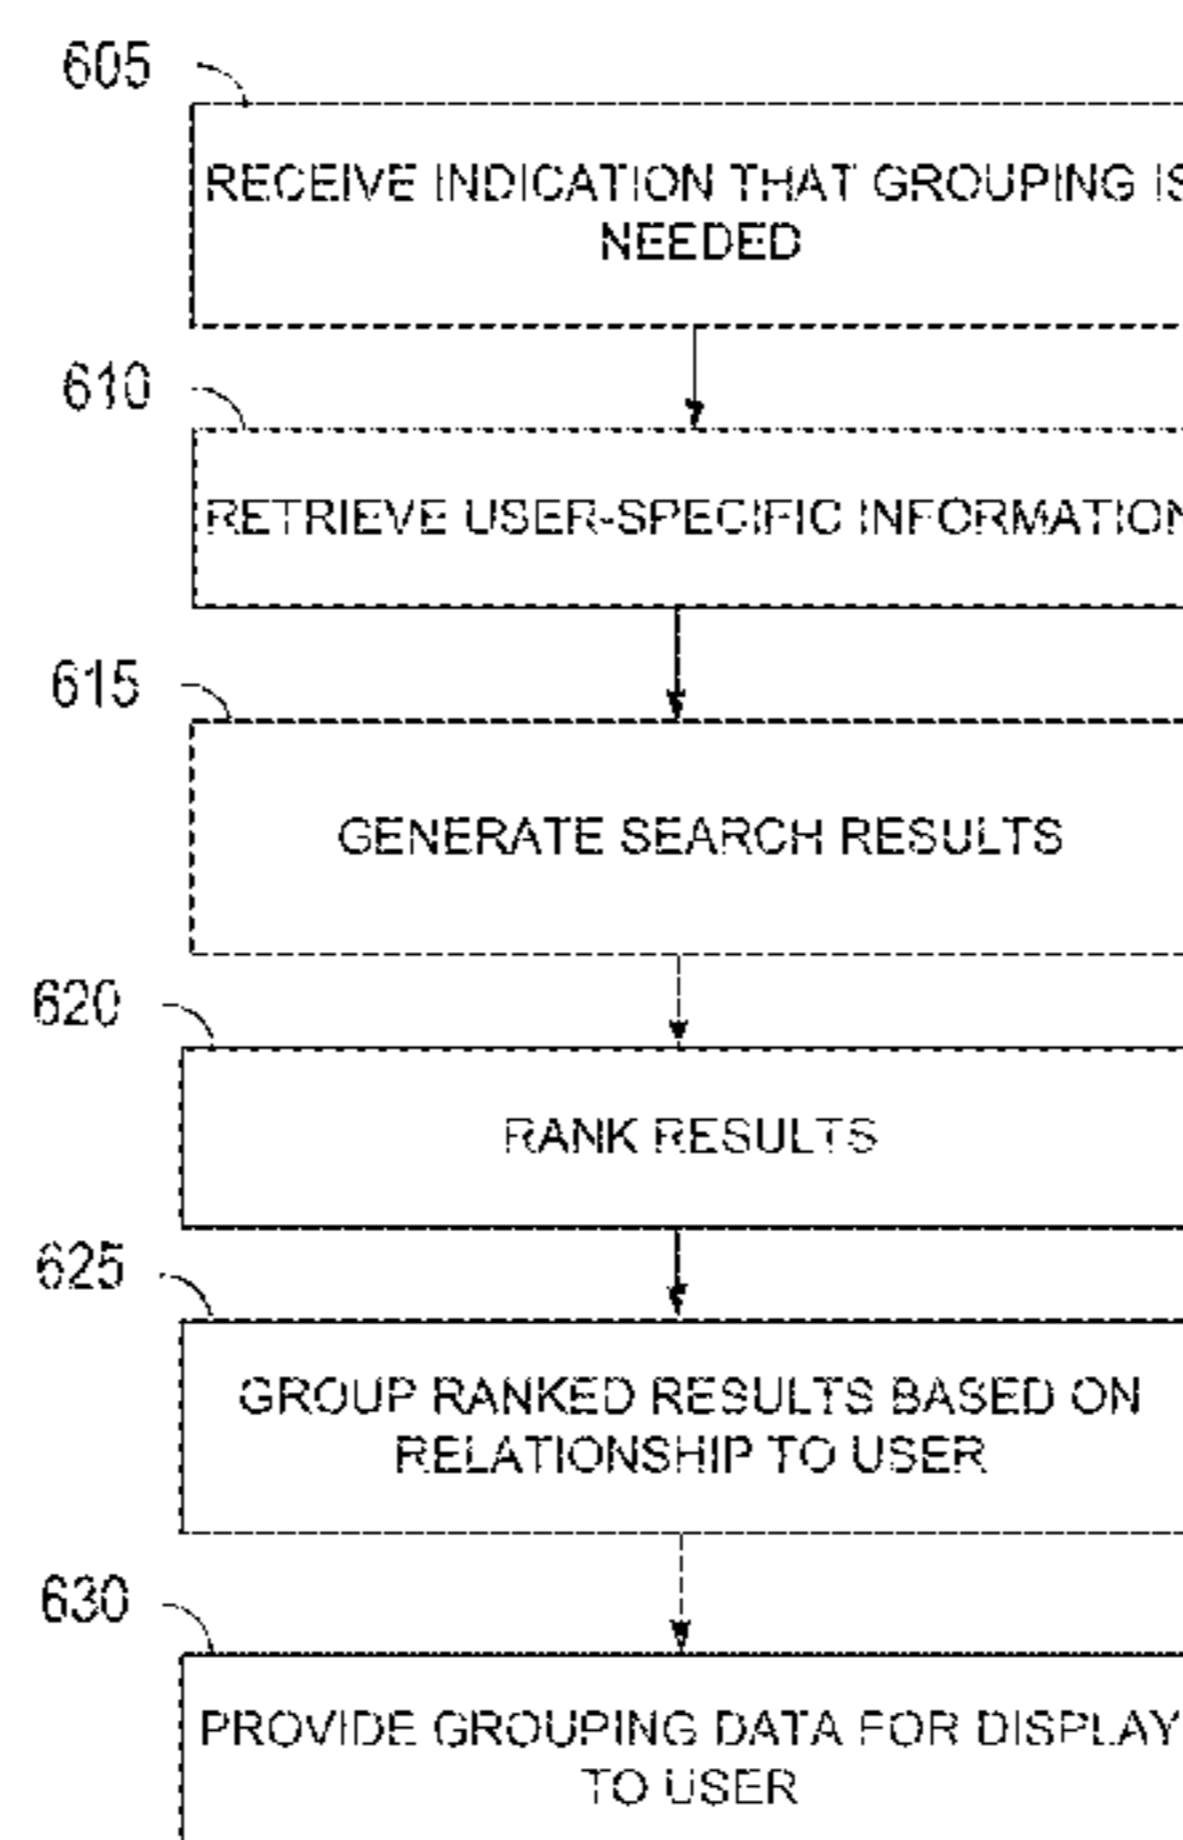 605
RECEIVE INDICATION THAT GROUPING IS
NEEDED
610
RETRIEVE USER-SPECIFIC INFORMATION
615
GENERATE SEARCH RESULTS
620
RANK RESULTS
625
GROUP RANKED RESULTS BASED ON
RELATIONSHIP TO USER
630
PROVIDE GROUPING DATA FOR DISPLAY
TO USER